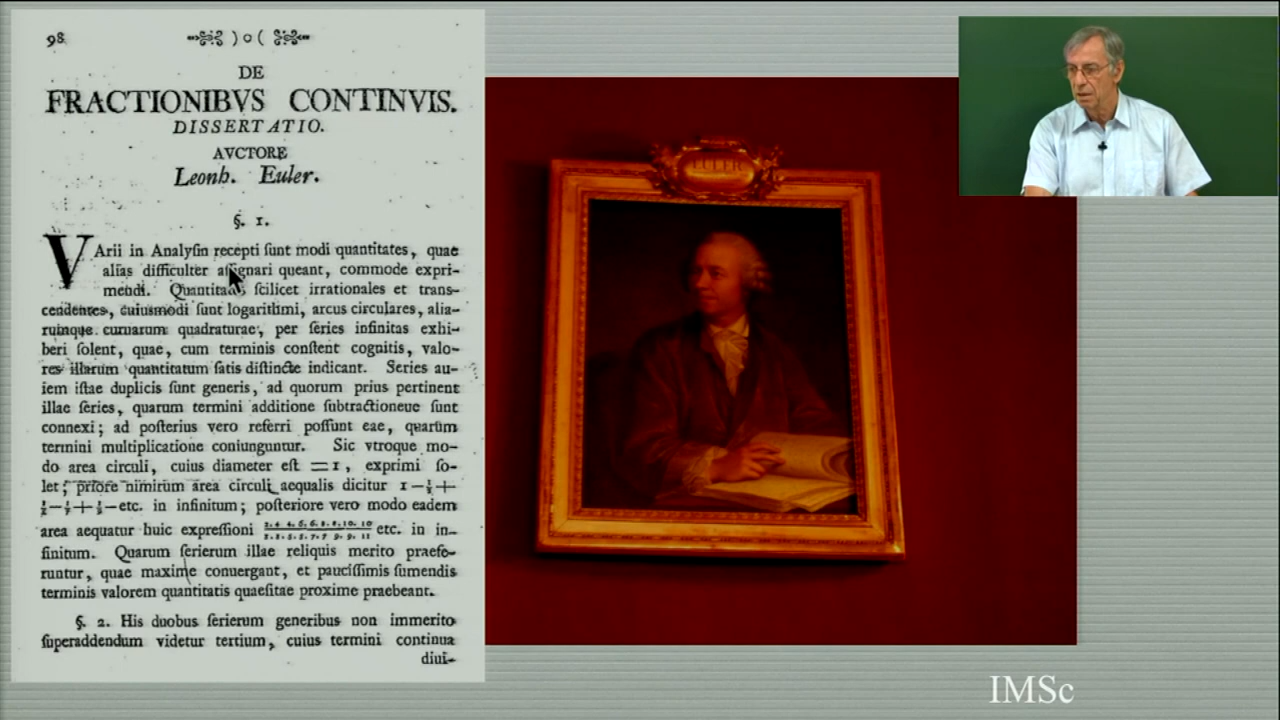 98 )o(
DE
FRACTIONIBVS CONTINVIS.
DISSERTATIO.
AVCTORE
Leonh. Euler.
§. 1.
VArii in Analyſin recepti ſunt modi quantitates, quae
alias difficulter aſſignari queant, commode expri-
mendi. Quantitates ſcilicet irrationales et trans-
cendentes, cuiusmodi ſunt logarithmi, arcus circulares, alia-
rumque curuarum quadraturae, per ſeries infinitas exhi-
beri ſolent, quae, cum terminis conſtent cognitis, valo-
res illarum quantitatum ſatis diſtincte indicant. Series au-
tem iſtae duplicis ſunt generis, ad quorum prius pertinent
illae ſeries, quarum termini additione ſubtractioneue ſunt
connexi; ad poſterius vero referri poſſunt eae, quarum
termini multiplicatione coniunguntur. Sic vtroque mo-
do area circuli, cuius diameter eſt =1, exprimi ſo-
let; priore nimirum area circuli aequalis dicitur 1-⅓+
⅕-⅐+⅑-etc. in infinitum; poſteriore vero modo eadem
area aequatur huic expreſſioni etc. in in-
finitum. Quarum ſerierum illae reliquis merito praefe-
runtur, quae maxime conuergant, et pauciſſimis ſumendis
terminis valorem quantitatis quaeſitae proxime praebeant.
§. 2. His duobus ſerierum generibus non immerito
ſuperaddendum videtur tertium, cuius termini continua
diui-
EULER
IMSc